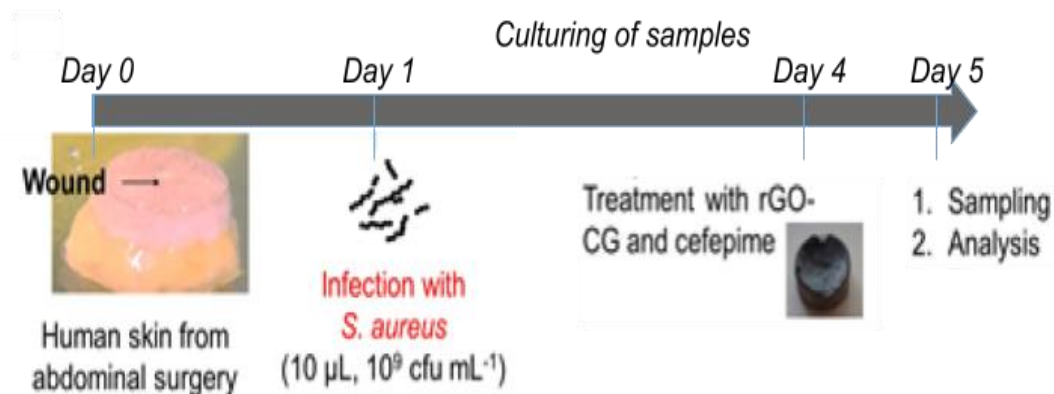 Culturing of samples
Day 0
Day 1
Day 4
Day 5
Wound
Human skin from
abdominal surgery
Infection with
S. aureus
(10 µL, 10⁹ cfu mL⁻¹)
Treatment with rGO-
CG and cefepime
1. Sampling
2. Analysis